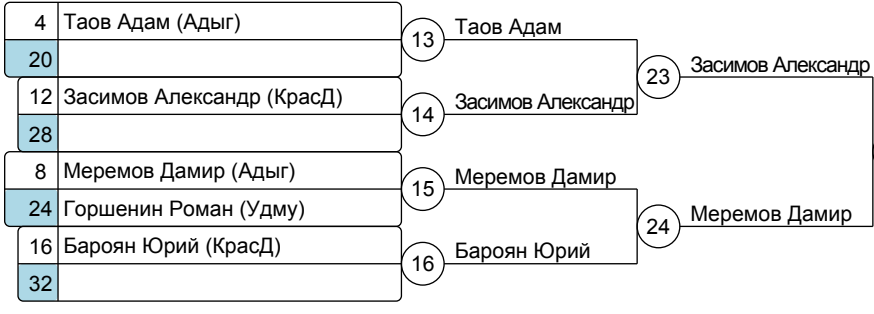 4 Таов Адам (Адыг)
20
12 Засимов Александр (КрасД)
28
8 Меремов Дамир (Адыг)
24 Горшенин Роман (Удму)
16 Бароян Юрий (КрасД)
32
13 Таов Адам
14 Засимов Александр
15 Меремов Дамир
16 Бароян Юрий
23 Засимов Александр
24 Меремов Дамир